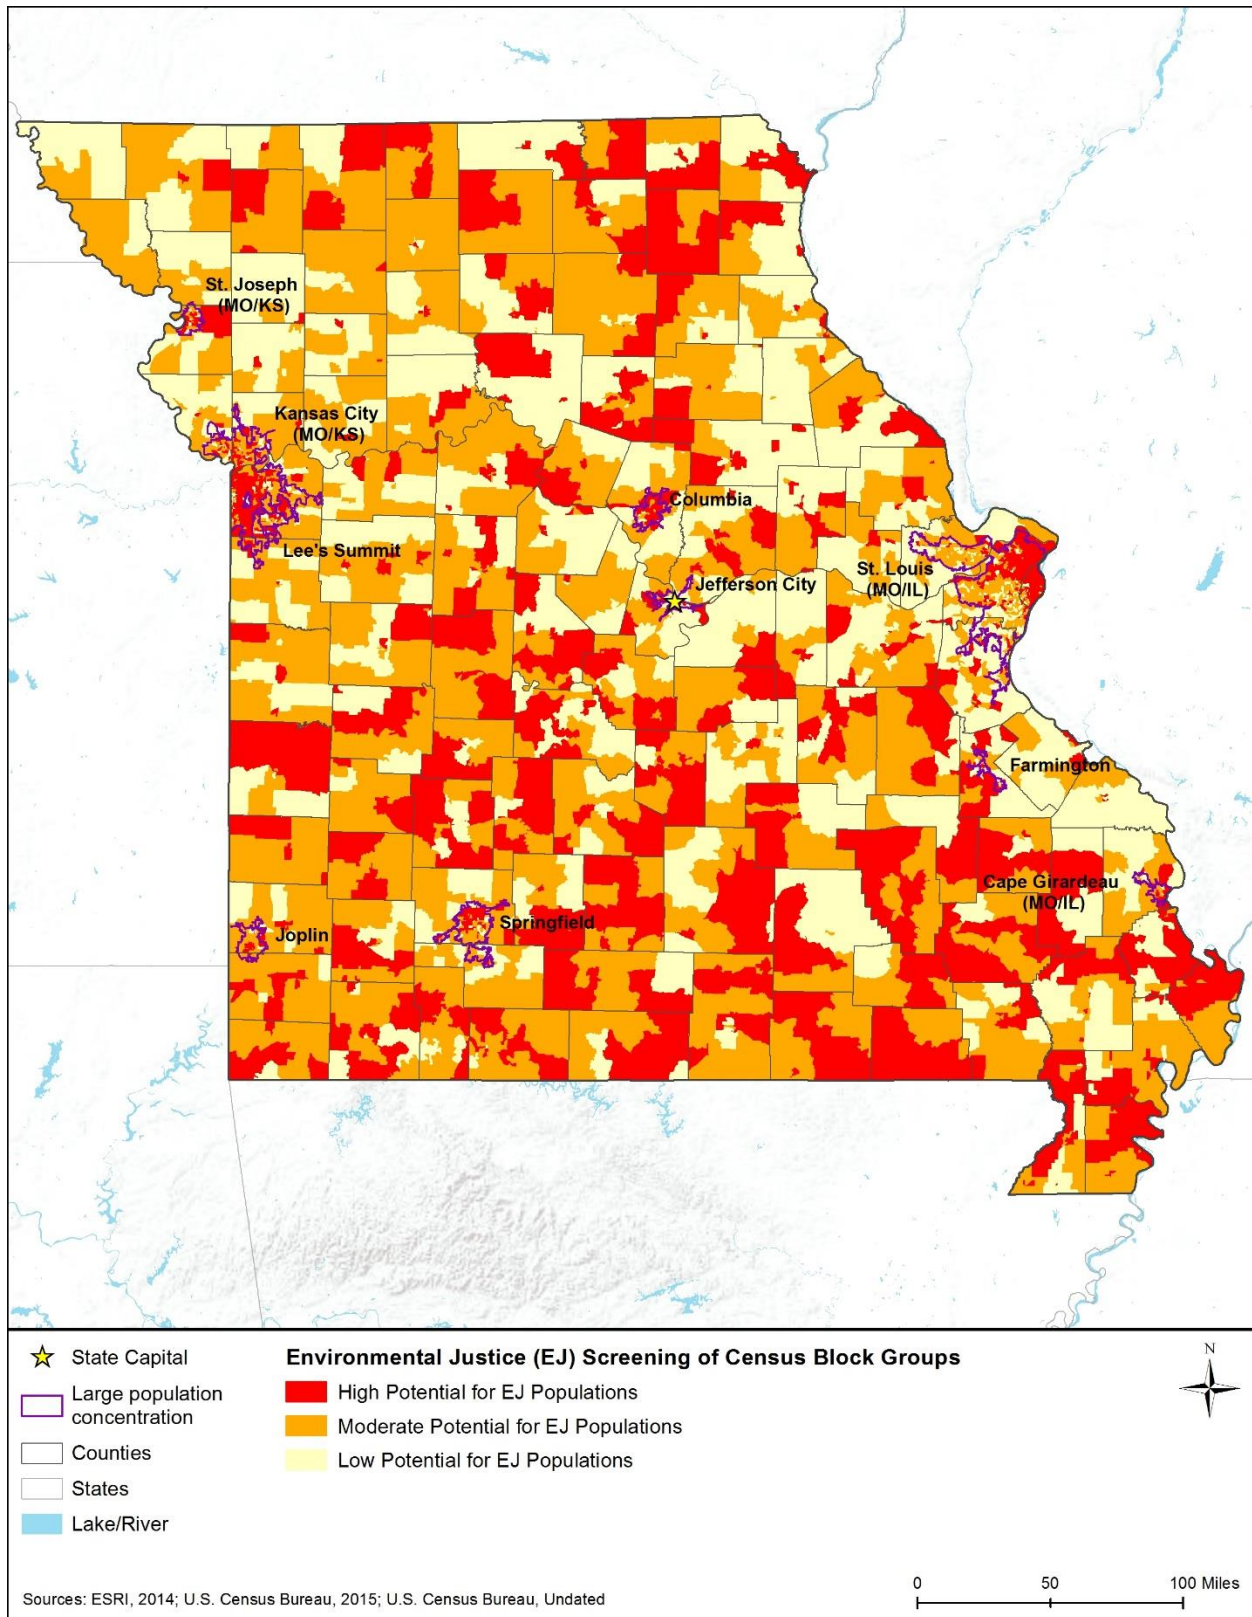 St. Joseph
(MO/KS)
Kansas City
(MO/KS)
Columbia
Lee's Summit
Jefferson City
St. Louis
(MO/IL)
Farmington
Cape Girardeau
(MO/IL)
Springfield
Joplin
State Capital
Large population
concentration
Counties
States
Lake/River
Environmental Justice (EJ) Screening of Census Block Groups
High Potential for EJ Populations
Moderate Potential for EJ Populations
Low Potential for EJ Populations
N
0 50 100 Miles
Sources: ESRI, 2014; U.S. Census Bureau, 2015; U.S. Census Bureau, Undated